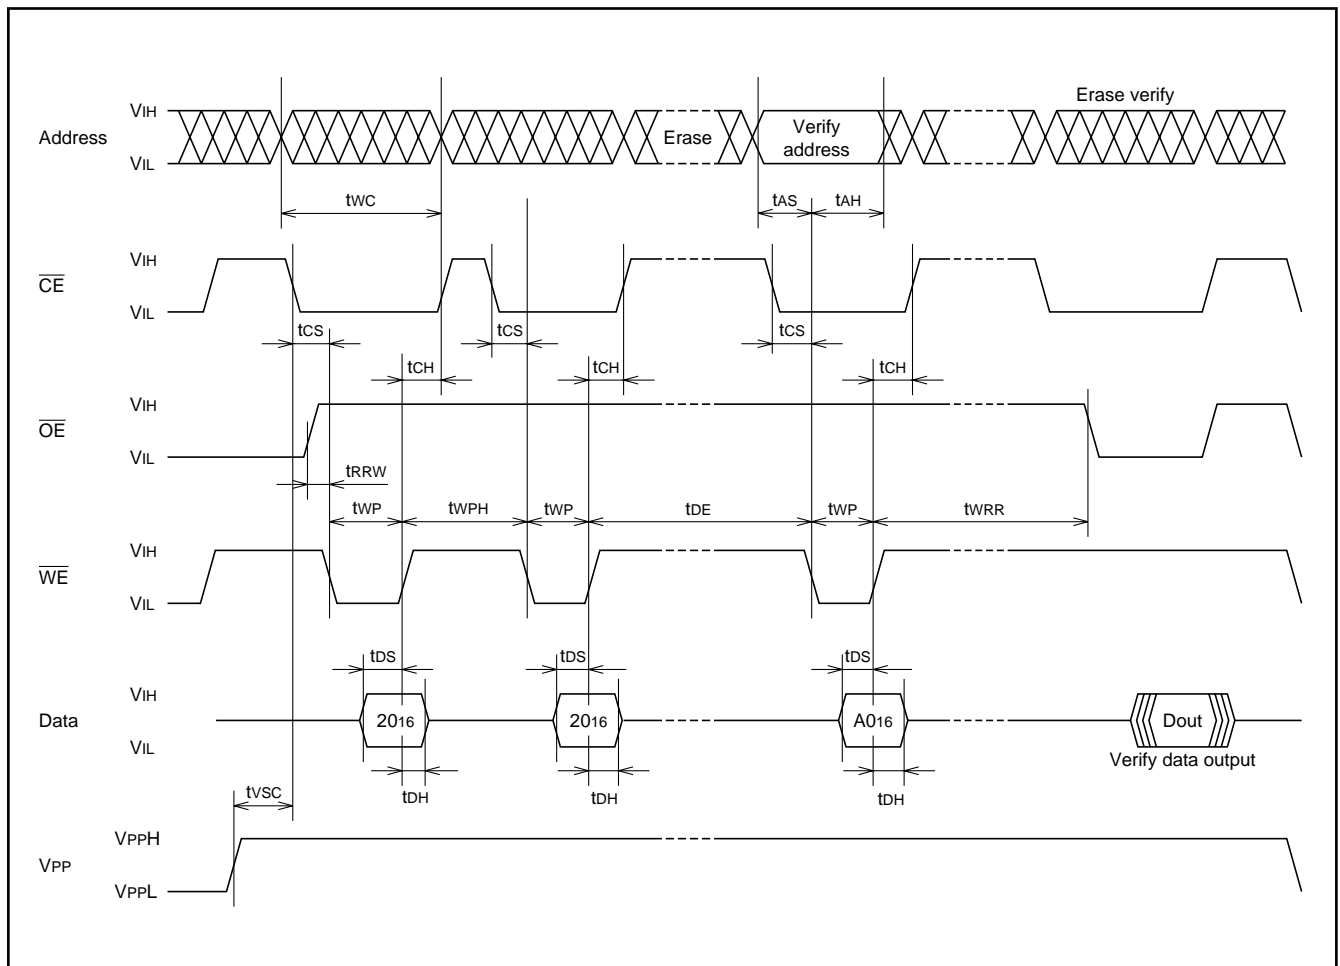 Erase verify
VIH
Address
Erase
Verify
address
VIL
tWC
tAS
tAH
VIH
CE
VIL
tCS
tCS
tCS
tCH
tCH
tCH
VIH
OE
VIL
tRRW
tWP
tWPH
tWP
tDE
tWP
tWRR
VIH
WE
VIL
tDS
tDS
tDS
VIH
Data
2016
2016
A016
Dout
VIL
Verify data output
tDH
tDH
tDH
tVSC
VPPH
VPP
VPPL